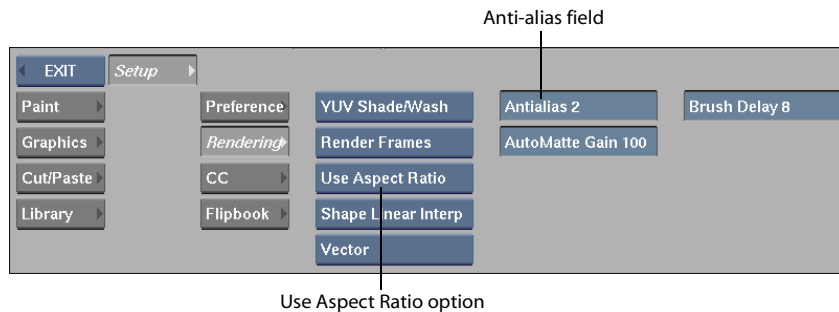 Anti-alias field
EXIT Setup
Paint Preference YUV Shade/Wash Antialias 2 Brush Delay 8
Graphics Rendering Render Frames AutoMatte Gain 100
Cut/Paste CC Use Aspect Ratio
Library Flipbook Shape Linear Interp
Vector
Use Aspect Ratio option